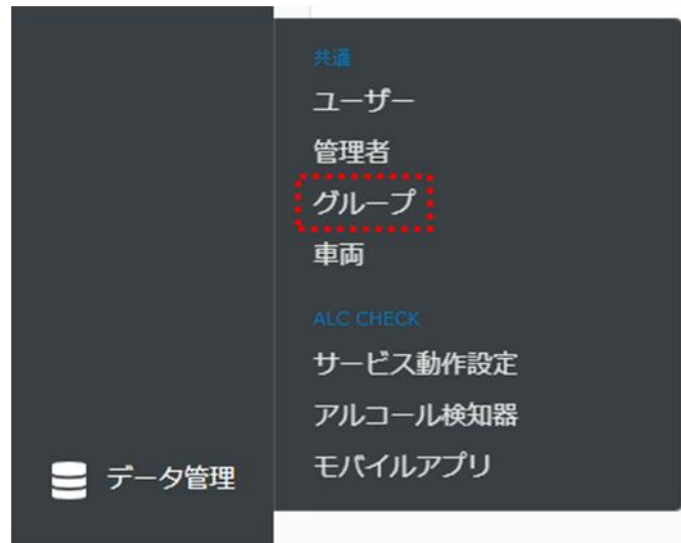 共通
ユーザー
管理者
グループ
車両
ALC CHECK
サービス動作設定
アルコール検知器
モバイルアプリ
データ管理